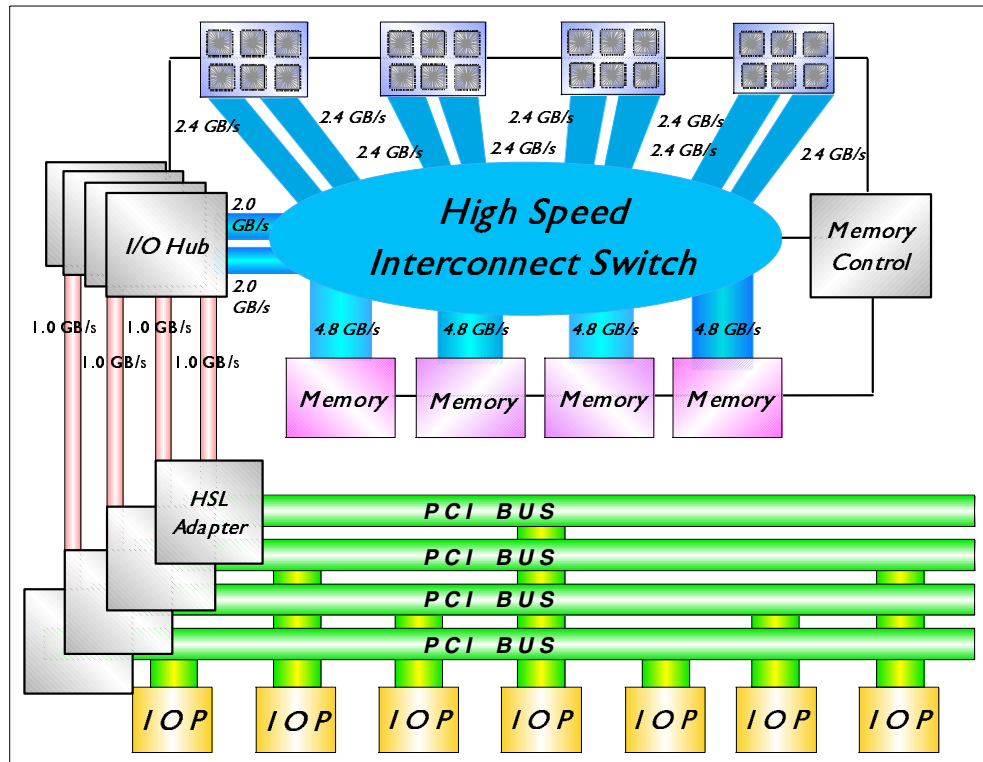 2.4 GB/s
2.4 GB/s
2.4 GB/s
2.4 GB/s
2.4 GB/s
2.4 GB/s
2.4 GB/s
2.4 GB/s
High Speed
Interconnect Switch
2.0
GB/s
2.0
GB/s
I/O Hub
Memory
Control
1.0 GB/s
1.0 GB/s
1.0 GB/s
1.0 GB/s
4.8 GB/s
4.8 GB/s
4.8 GB/s
4.8 GB/s
Memory
Memory
Memory
Memory
HSL
Adapter
PCI BUS
PCI BUS
PCI BUS
PCI BUS
IOP
IOP
IOP
IOP
IOP
IOP
IOP